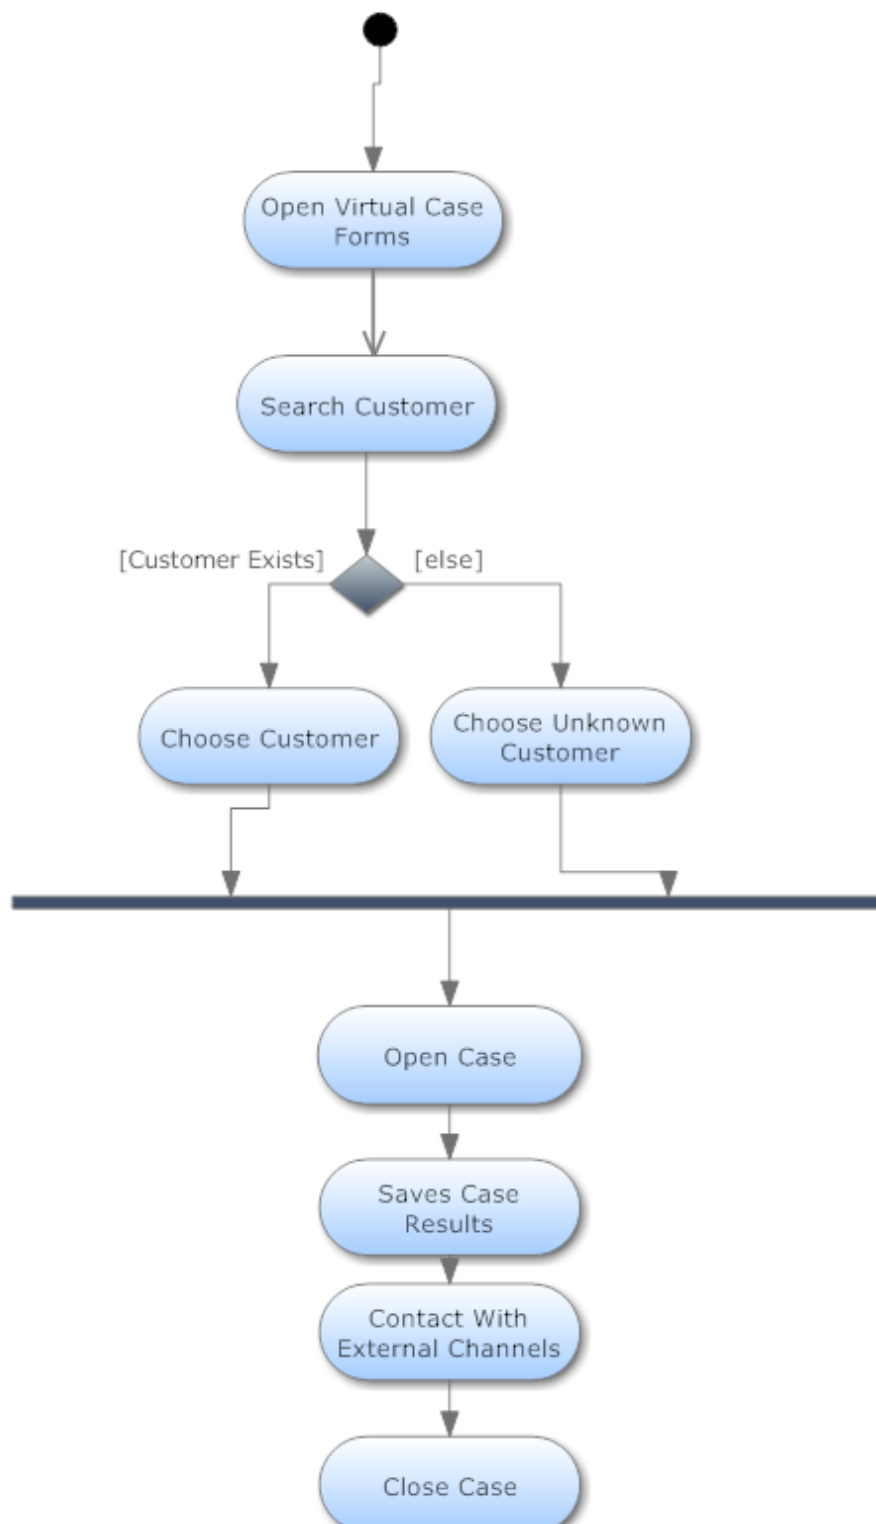 Open Virtual Case
Forms
Search Customer
[Customer Exists]
[else]
Choose Customer
Choose Unknown
Customer
Open Case
Saves Case
Results
Contact With
External Channels
Close Case